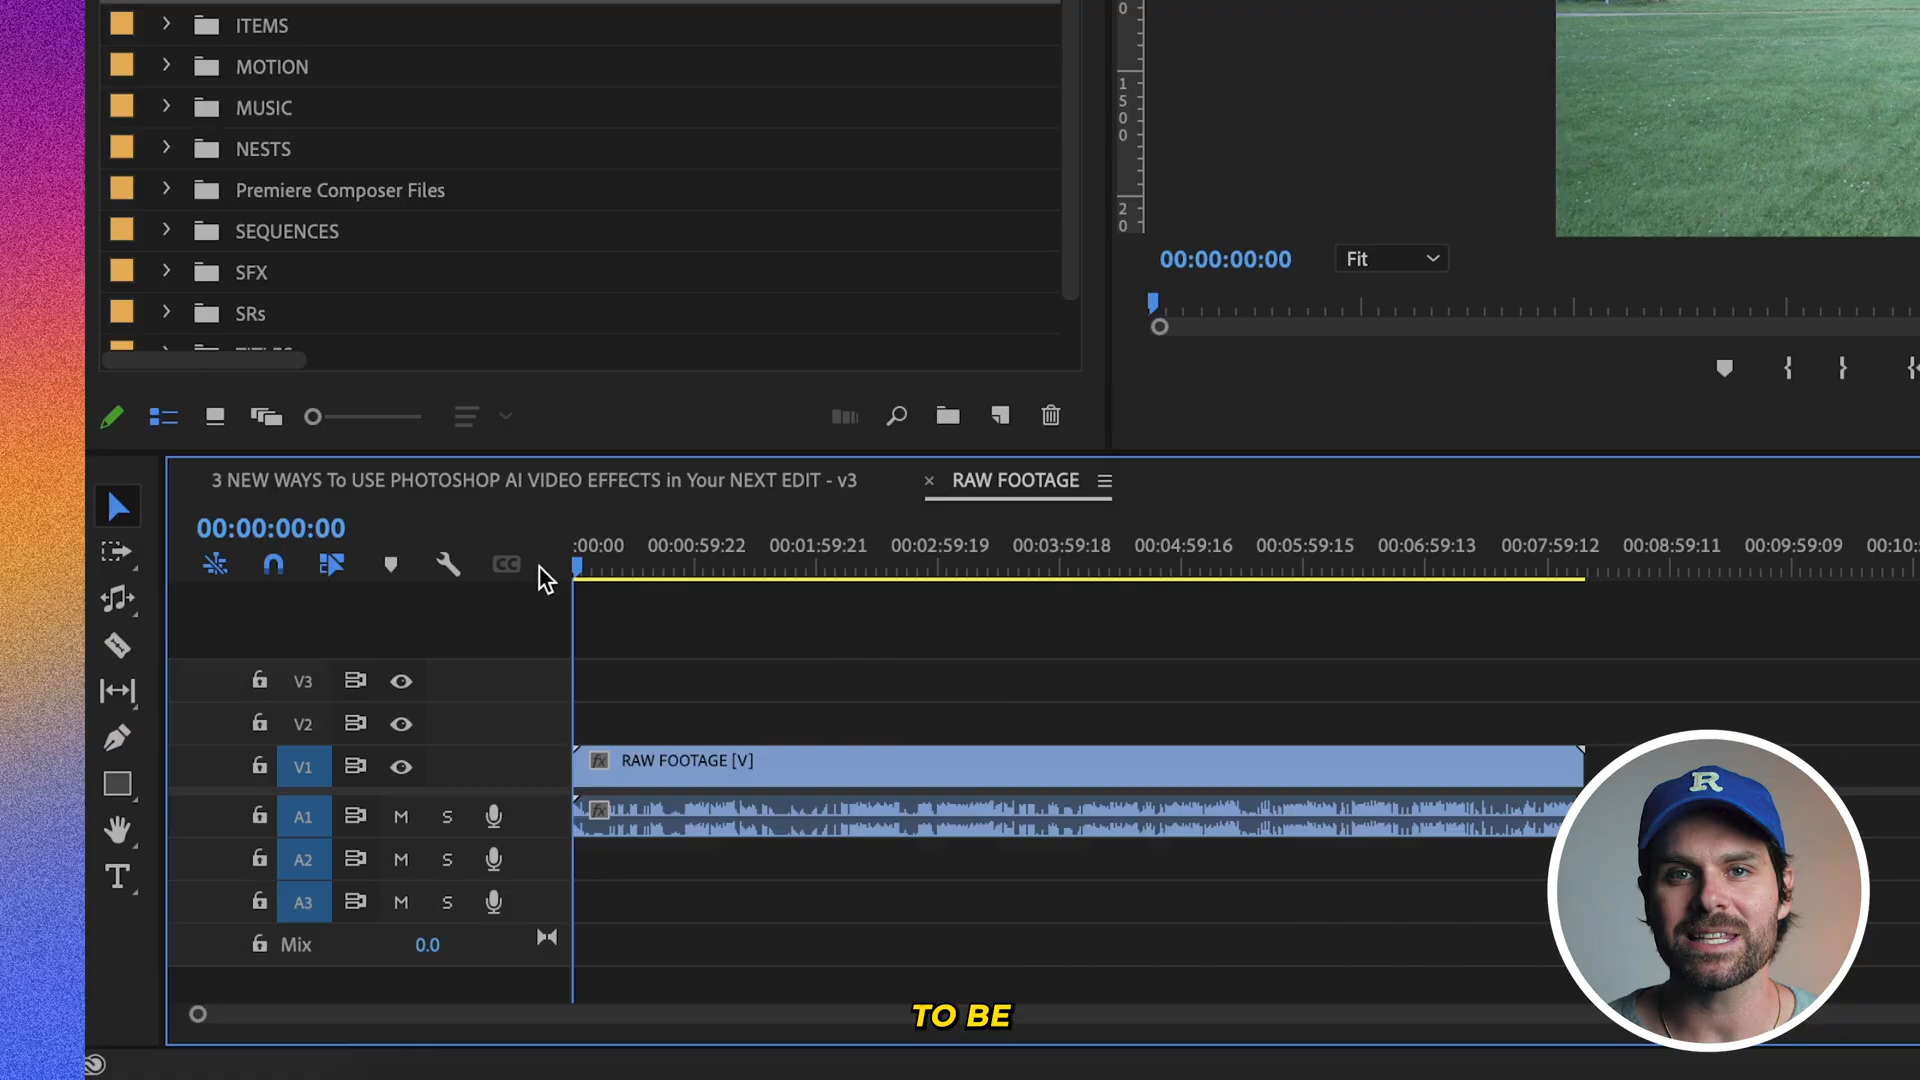 ITEMS
MOTION
MUSIC
NESTS
Premiere Composer Files
SEQUENCES
SFX
SRs
0
1 5 0 0
2 0
00:00:00:00 Fit
3 NEW WAYS To USE PHOTOSHOP AI VIDEO EFFECTS in Your NEXT EDIT - v3 × RAW FOOTAGE
00:00:00:00
:00:00 00:00:59:22 00:01:59:21 00:02:59:19 00:03:59:18 00:04:59:16 00:05:59:15 00:06:59:13 00:07:59:12 00:08:59:11 00:09:59:09 00:10:
CC
V3
V2
V1 fx RAW FOOTAGE [V]
A1 M S fx
A2 M S
A3 M S
Mix 0.0
T
R
TO BE